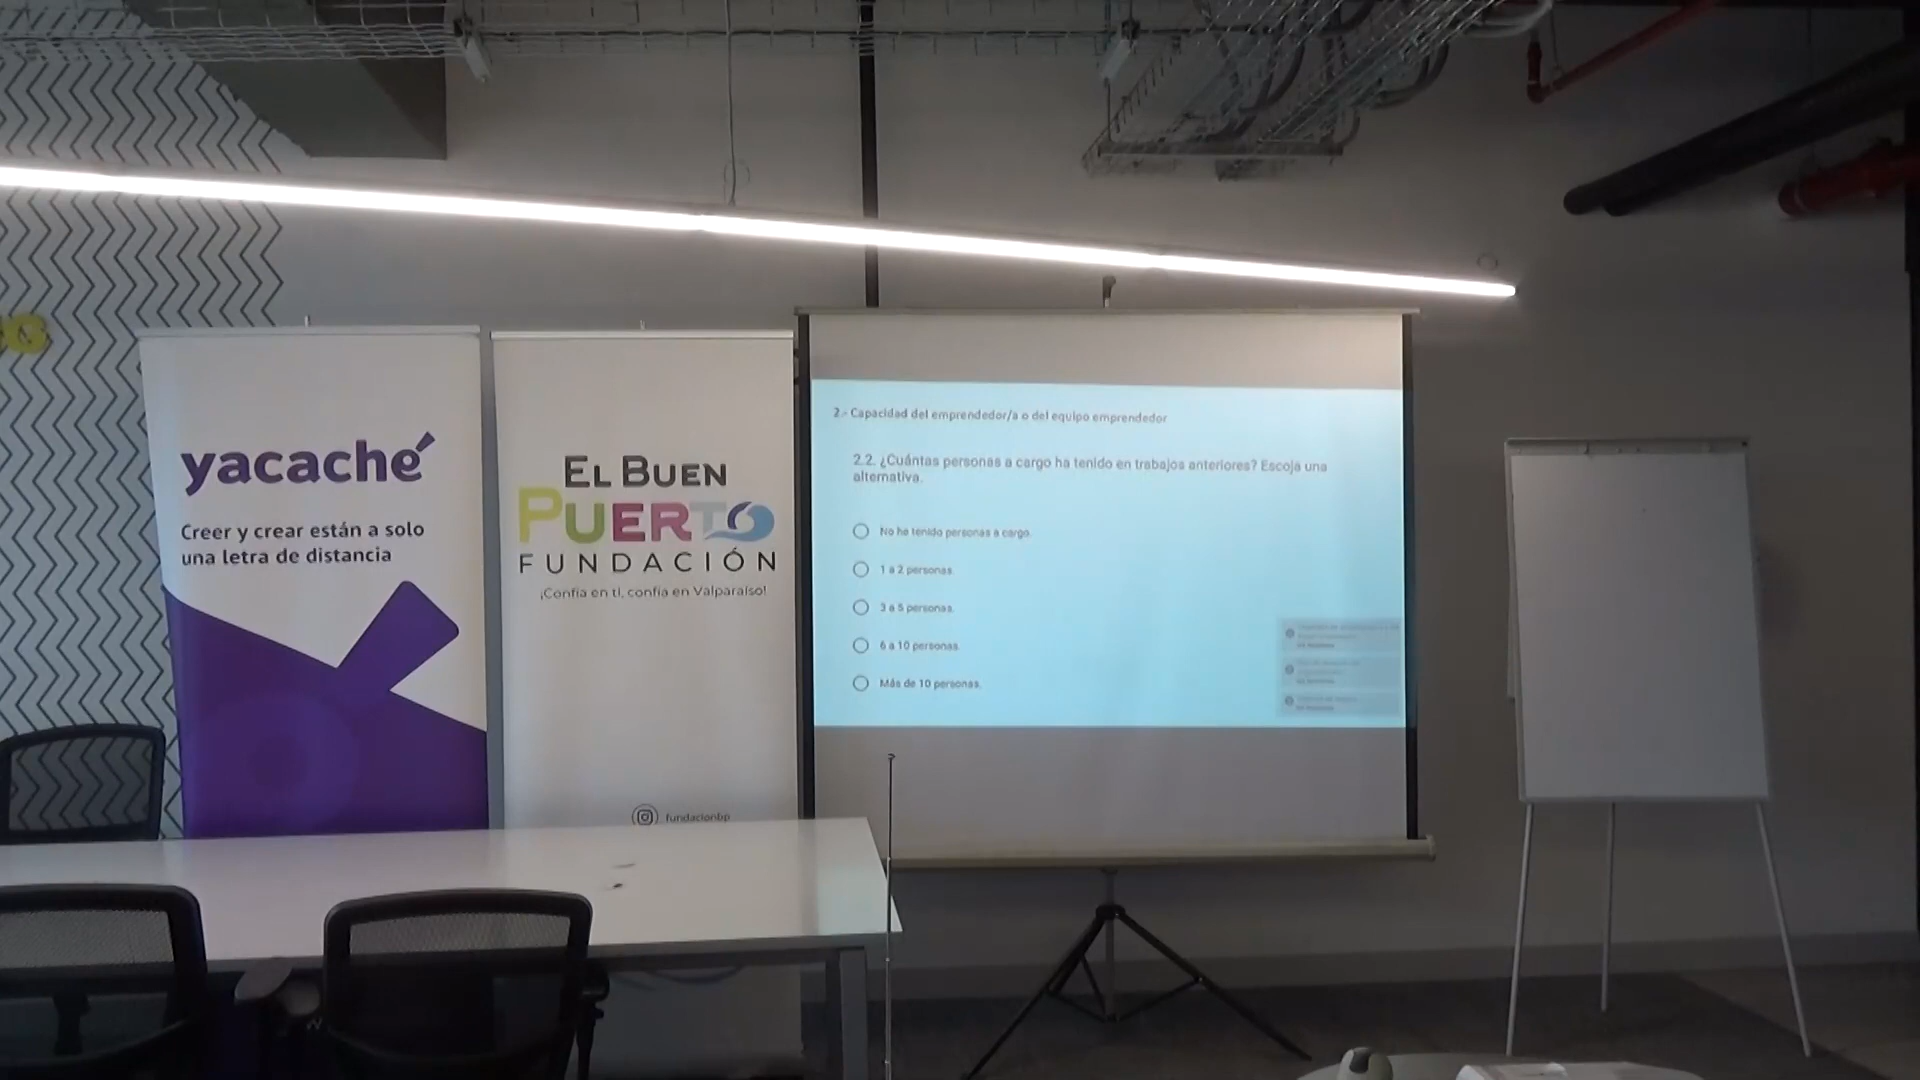 yacaché
Creer y crear están a solo
una letra de distancia
EL BUEN
PUERTO
FUNDACIÓN
¡Confía en ti, confía en Valparaíso!
fundacionbp
2.- Capacidad del emprendedor/a o del equipo emprendedor
2.2. ¿Cuántas personas a cargo ha tenido en trabajos anteriores? Escoja una
alternativa.
No he tenido personas a cargo.
1 a 2 personas.
3 a 5 personas.
6 a 10 personas.
Más de 10 personas.